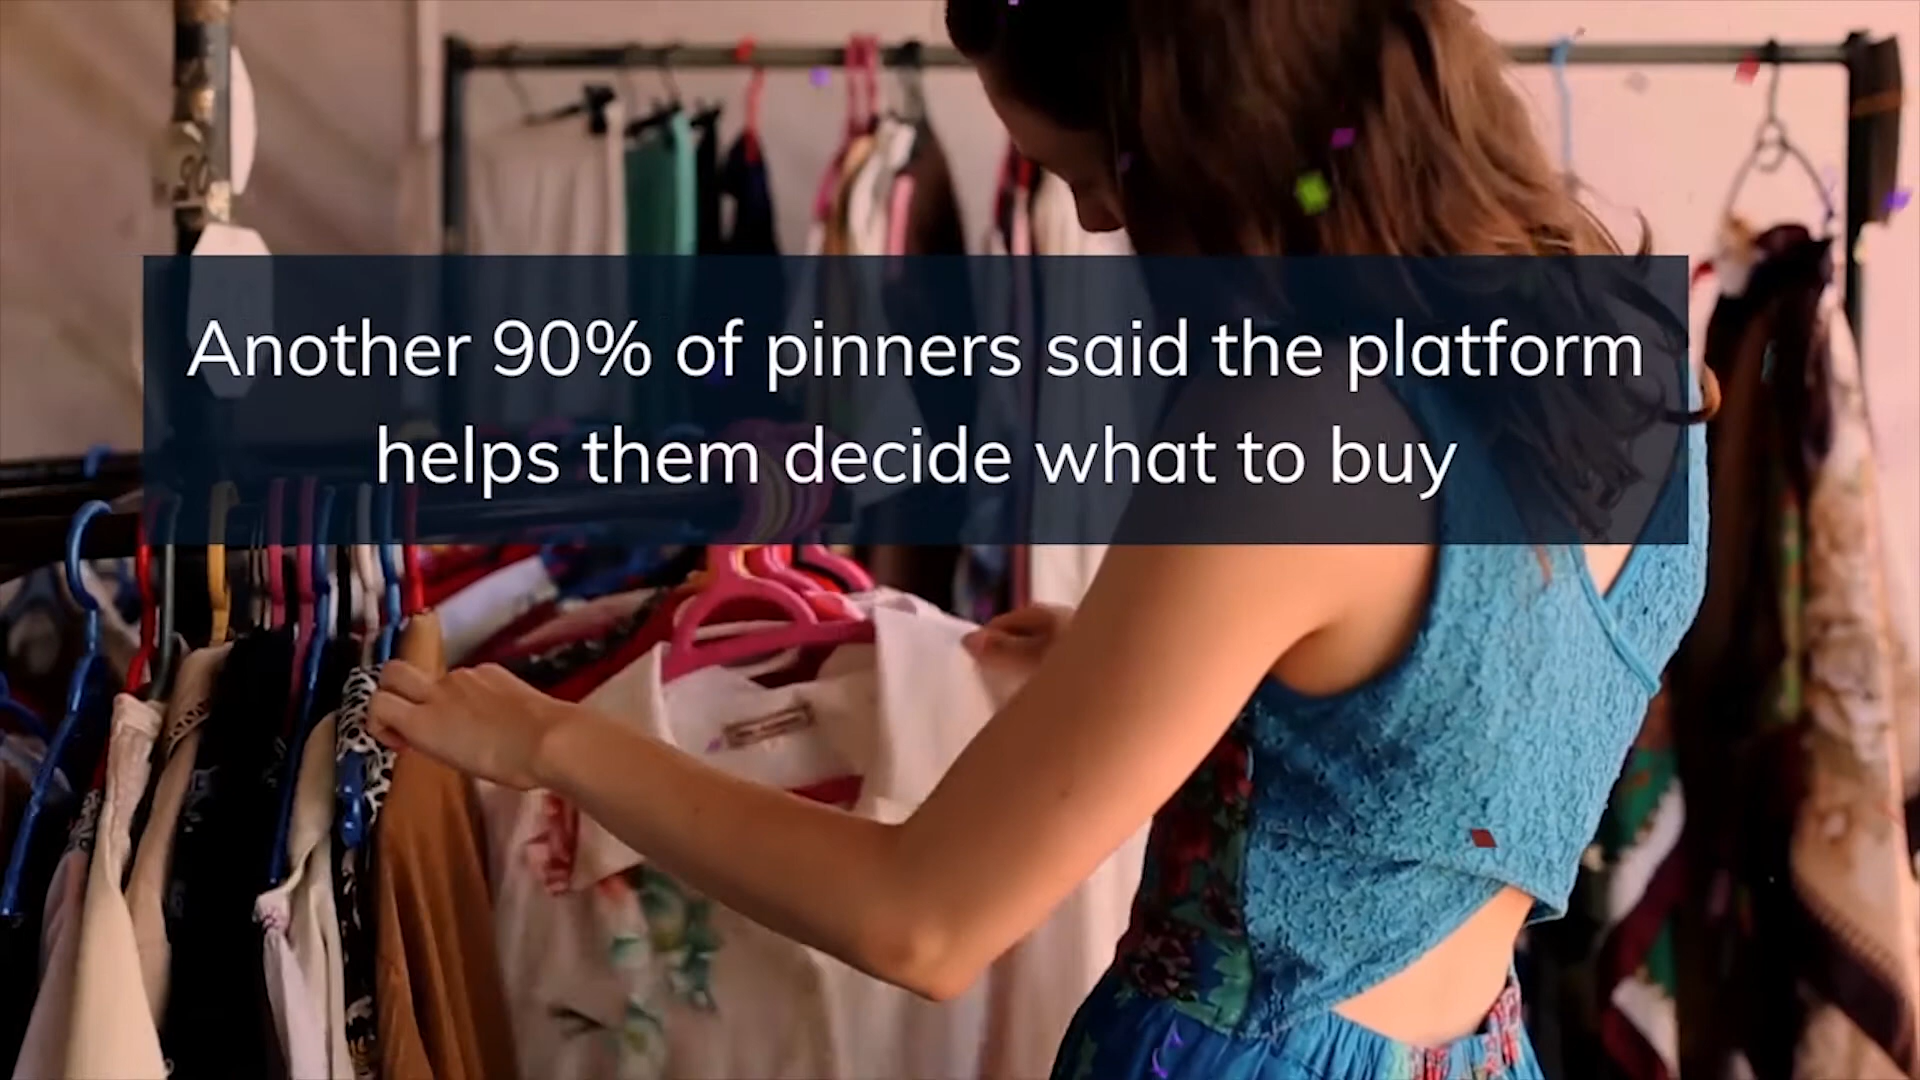 Another 90% of pinners said the platform
helps them decide what to buy